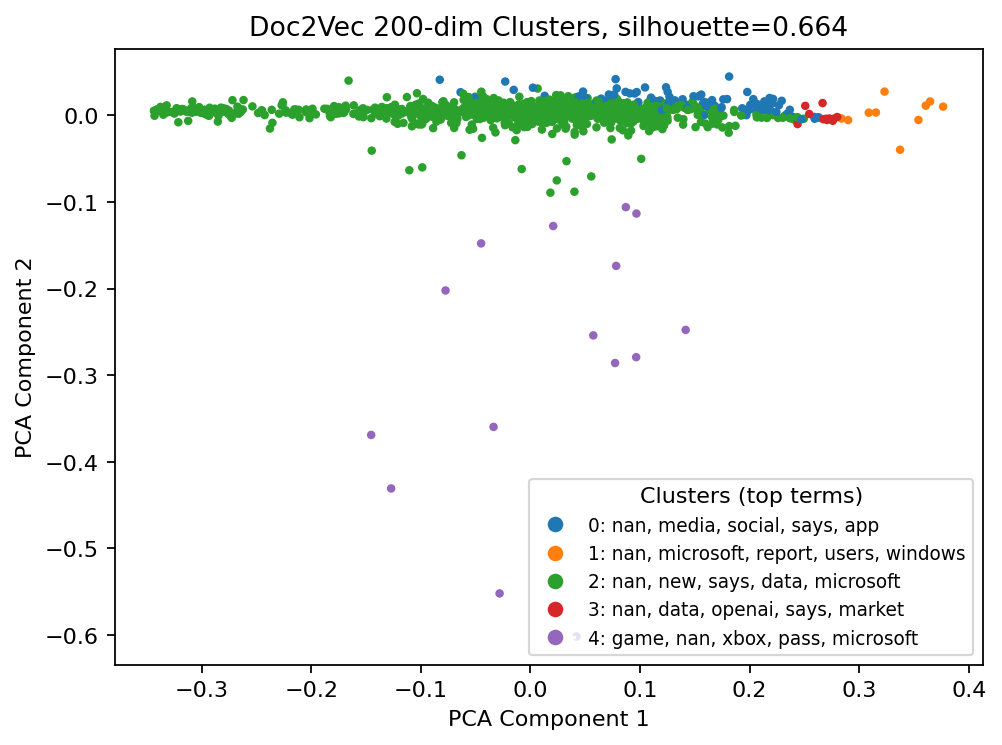 Doc2Vec 200-dim Clusters, silhouette=0.664
0.0
−0.1
−0.2
−0.3
−0.4
−0.5
−0.6
PCA Component 2
Clusters (top terms)
0: nan, media, social, says, app
1: nan, microsoft, report, users, windows
2: nan, new, says, data, microsoft
3: nan, data, openai, says, market
4: game, nan, xbox, pass, microsoft
−0.3 −0.2 −0.1 0.0 0.1 0.2 0.3 0.4
PCA Component 1